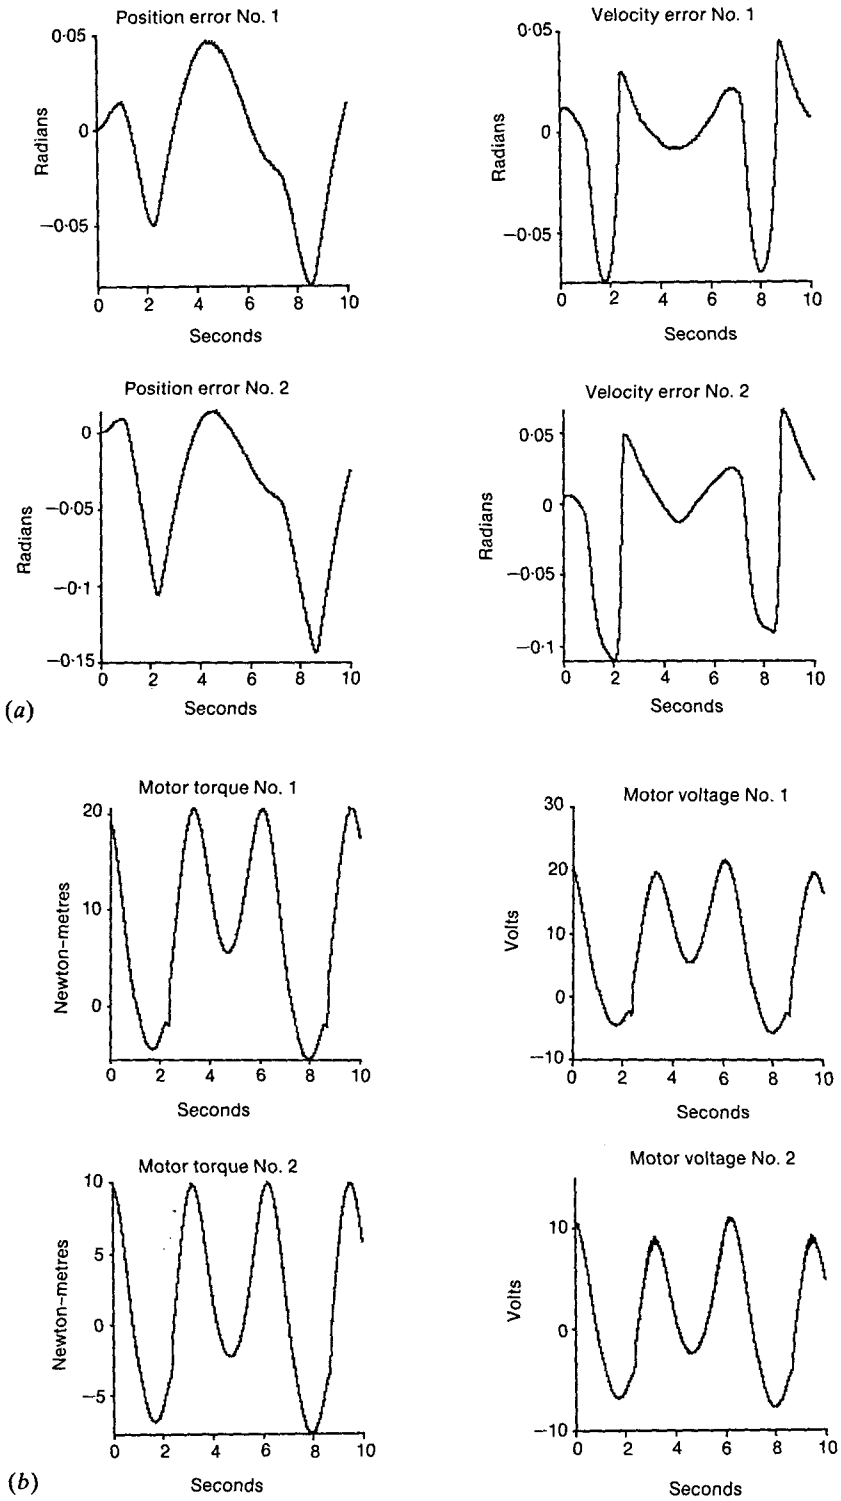 Position error No. 1
0·05
0
−0·05
Radians
0 2 4 6 8 10
Seconds
Velocity error No. 1
0·05
0
−0·05
Radians
0 2 4 6 8 10
Seconds
Position error No. 2
0
−0·05
−0·1
−0·15
Radians
0 2 4 6 8 10
Seconds
Velocity error No. 2
0·05
0
−0·05
−0·1
Radians
0 2 4 6 8 10
Seconds
(a)
Motor torque No. 1
20
10
0
Newton–metres
0 2 4 6 8 10
Seconds
Motor voltage No. 1
30
20
10
0
−10
Volts
0 2 4 6 8 10
Seconds
Motor torque No. 2
10
5
0
−5
Newton–metres
0 2 4 6 8 10
Seconds
Motor voltage No. 2
10
0
−10
Volts
0 2 4 6 8 10
Seconds
(b)